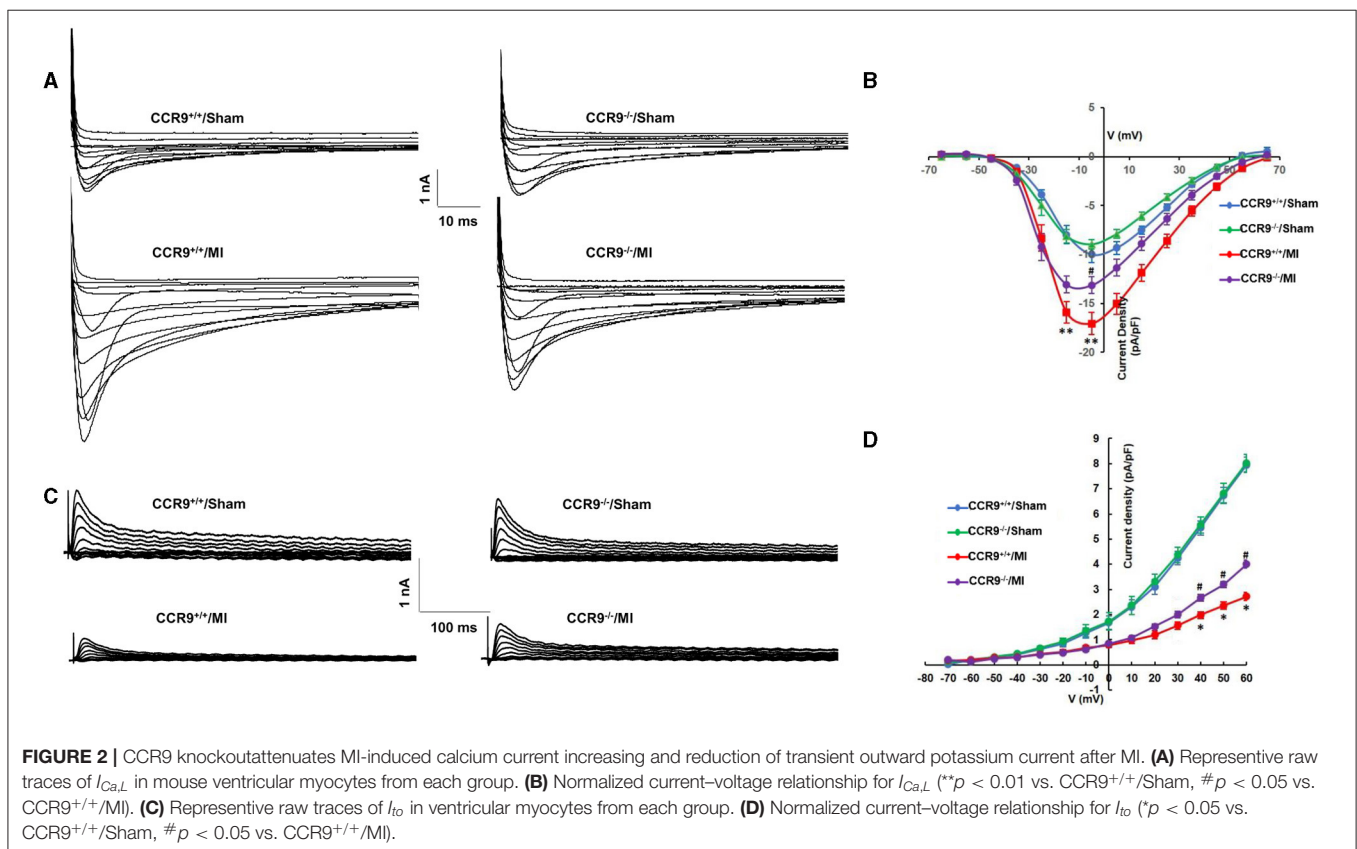 A
CCR9+/+/Sham
CCR9-/-/Sham
1 nA
10 ms
CCR9+/+/MI
CCR9-/-/MI
B
5
V (mV)
0
-70 -50 -30 -10 10 30 50 70
-5
-10
-15
-20
#
**
**
Current Density
(pA/pF)
CCR9+/+/Sham
CCR9-/-/Sham
CCR9+/+/MI
CCR9-/-/MI
C
CCR9+/+/Sham
CCR9-/-/Sham
1 nA
100 ms
CCR9+/+/MI
CCR9-/-/MI
D
9
8
7
6
5
4
3
2
1
0
-1
Current density (pA/pF)
CCR9+/+/Sham
CCR9-/-/Sham
CCR9+/+/MI
CCR9-/-/MI
# # #
* * *
-80 -70 -60 -50 -40 -30 -20 -10 0 10 20 30 40 50 60
V (mV)
FIGURE 2 | CCR9 knockoutattenuates MI-induced calcium current increasing and reduction of transient outward potassium current after MI. (A) Representive raw
traces of ICa,L in mouse ventricular myocytes from each group. (B) Normalized current–voltage relationship for ICa,L (**p < 0.01 vs. CCR9+/+/Sham, #p < 0.05 vs.
CCR9+/+/MI). (C) Representive raw traces of Ito in ventricular myocytes from each group. (D) Normalized current–voltage relationship for Ito (*p < 0.05 vs.
CCR9+/+/Sham, #p < 0.05 vs. CCR9+/+/MI).